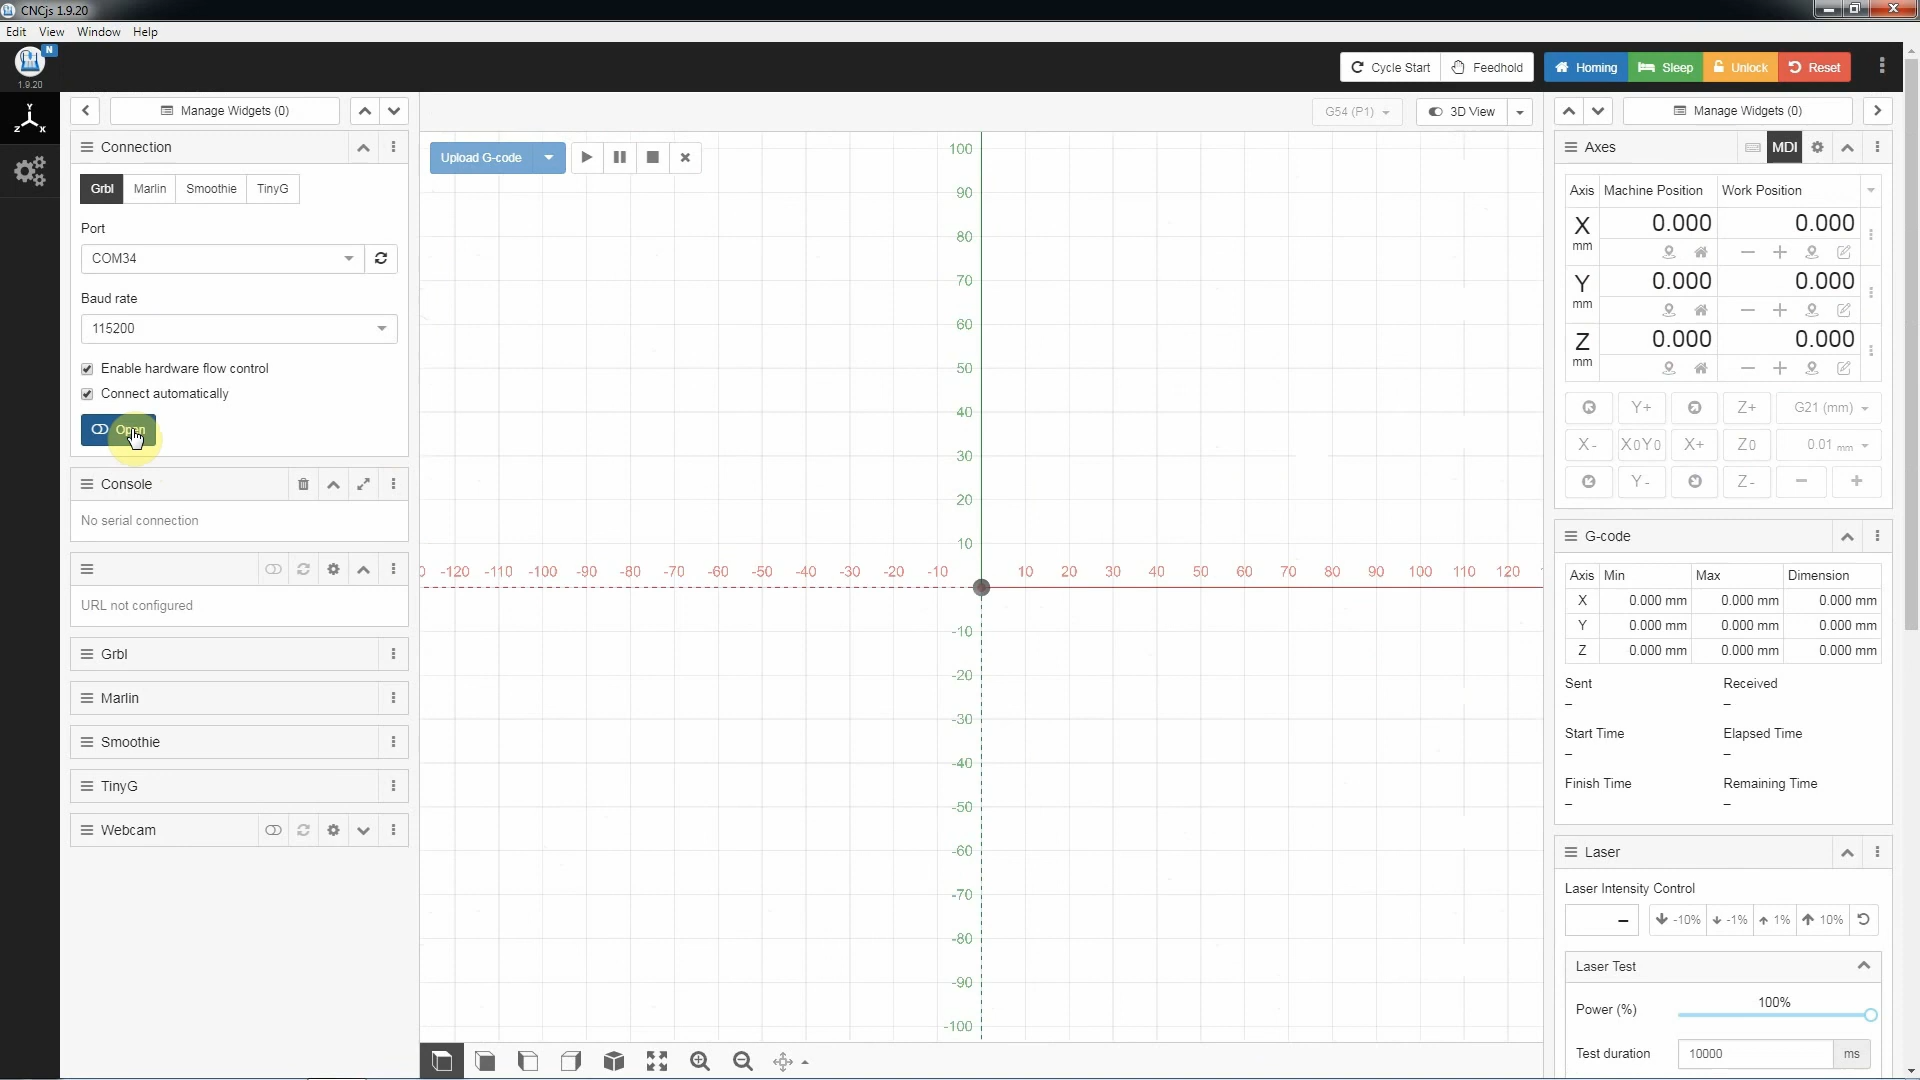 CNCjs 1.9.20
Edit View Window Help
N
1.9.20
Cycle Start Feedhold Homing Sleep Unlock Reset
Manage Widgets (0)
G54 (P1) 3D View
Manage Widgets (0)
Connection
Grbl Marlin Smoothie TinyG
Port
COM34
Baud rate
115200
Enable hardware flow control
Connect automatically
Open
Console
No serial connection
URL not configured
Grbl
Marlin
Smoothie
TinyG
Webcam
Upload G-code
100
90
80
70
60
50
40
30
20
10
0 -120 -110 -100 -90 -80 -70 -60 -50 -40 -30 -20 -10 10 20 30 40 50 60 70 80 90 100 110 120
-10
-20
-30
-40
-50
-60
-70
-80
-90
-100
Axes MDI
Axis Machine Position Work Position
X mm 0.000 0.000
Y mm 0.000 0.000
Z mm 0.000 0.000
Y+ Z+ G21 (mm)
X- X0Y0 X+ Z0 0.01 mm
Y- Z-
G-code
Axis Min Max Dimension
X 0.000 mm 0.000 mm 0.000 mm
Y 0.000 mm 0.000 mm 0.000 mm
Z 0.000 mm 0.000 mm 0.000 mm
Sent Received
– –
Start Time Elapsed Time
– –
Finish Time Remaining Time
– –
Laser
Laser Intensity Control
– -10% -1% 1% 10%
Laser Test
Power (%) 100%
Test duration 10000 ms
Y
Z X